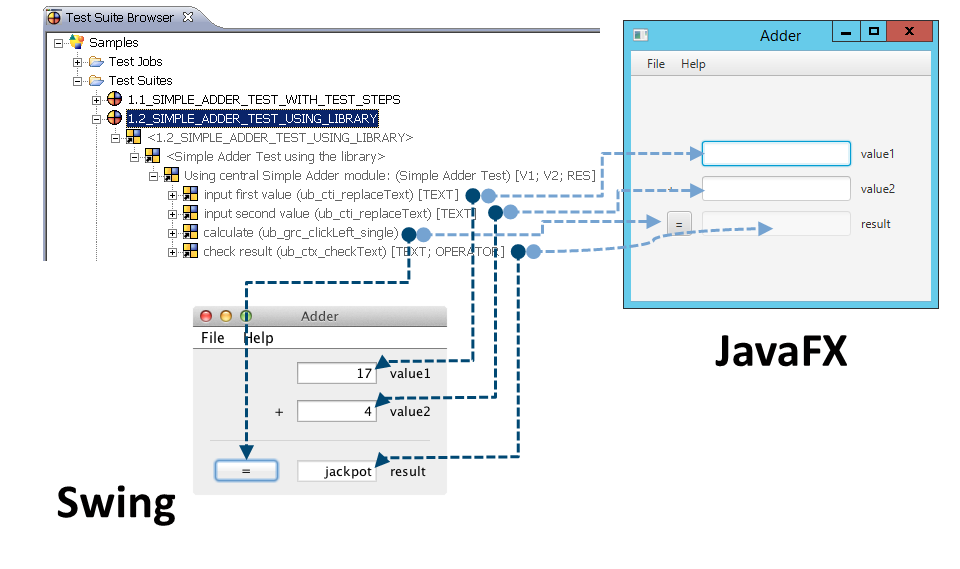 Test Suite Browser
Samples
Test Jobs
Test Suites
1.1_SIMPLE_ADDER_TEST_WITH_TEST_STEPS
1.2_SIMPLE_ADDER_TEST_USING_LIBRARY
<1.2_SIMPLE_ADDER_TEST_USING_LIBRARY>
<Simple Adder Test using the library>
Using central Simple Adder module: (Simple Adder Test) [V1; V2; RES]
input first value (ub_cti_replaceText) [TEXT]
input second value (ub_cti_replaceText) [TEXT]
calculate (ub_grc_clickLeft_single)
check result (ub_ctx_checkText) [TEXT; OPERATOR]
Adder
File Help
value1
+ value2
= result
JavaFX
Adder
File Help
17 value1
+ 4 value2
= jackpot result
Swing